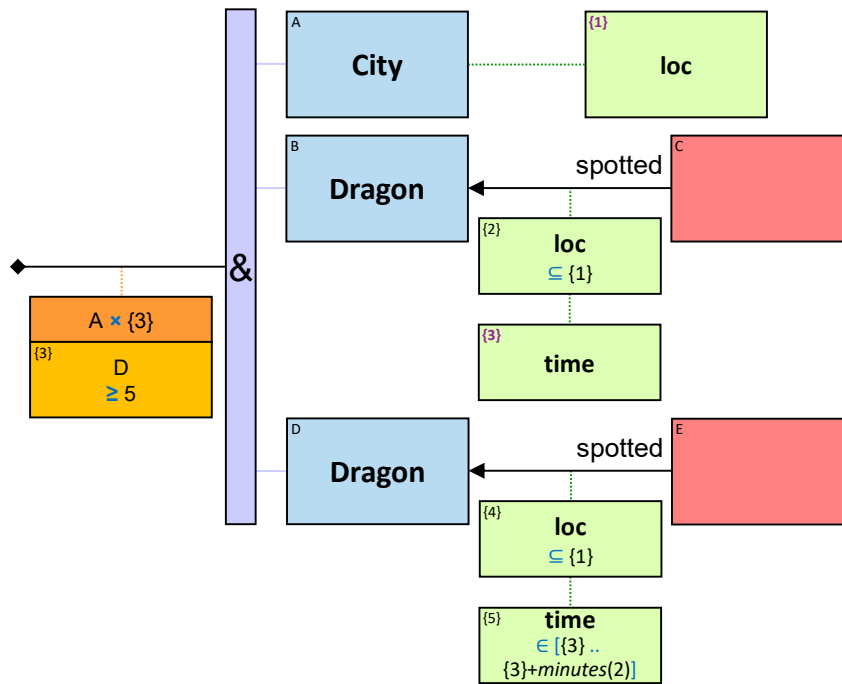 A
City
{1}
loc
B
Dragon
spotted
C
{2}
loc
⊆ {1}
{3}
time
&
A × {3}
{3}
D
≥ 5
D
Dragon
spotted
E
{4}
loc
⊆ {1}
{5}
time
∈ [{3} ..
{3}+minutes(2)]